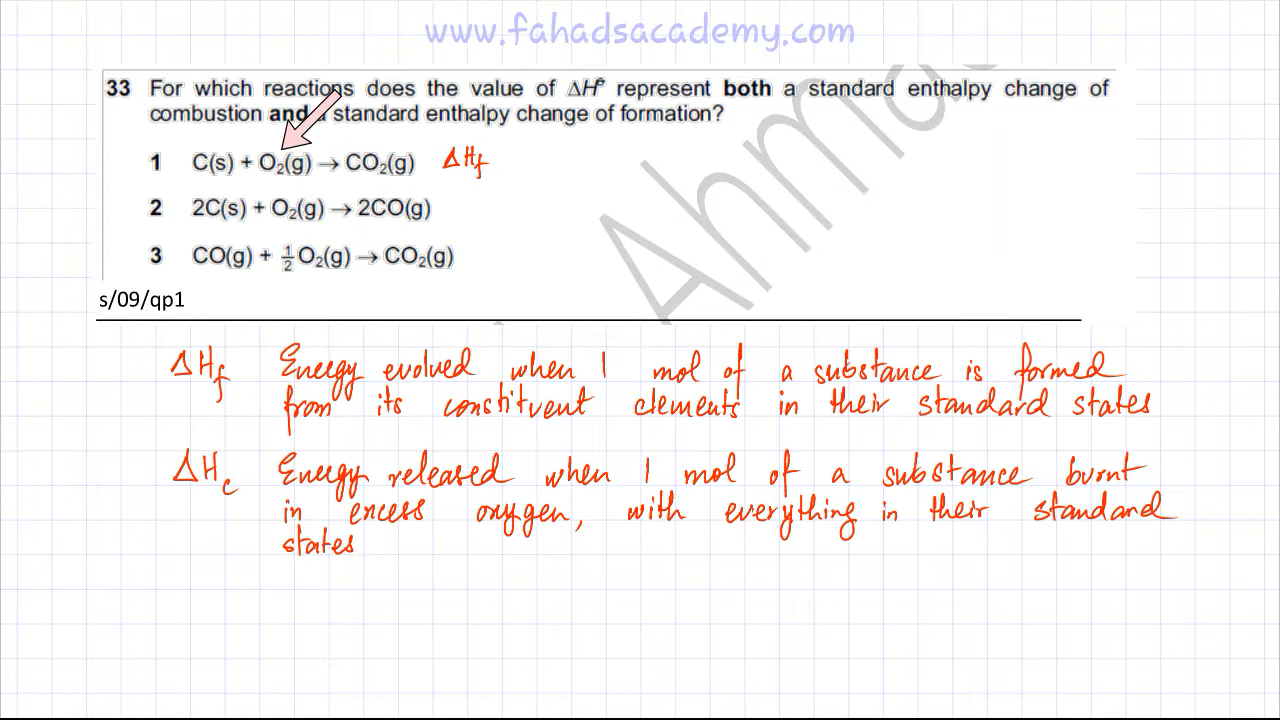 www.fahadsacademy.com
33 For which reactions does the value of ΔH° represent both a standard enthalpy change of
combustion and a standard enthalpy change of formation?
1 C(s) + O₂(g) → CO₂(g) ΔHf
2 2C(s) + O₂(g) → 2CO(g)
3 CO(g) + ½O₂(g) → CO₂(g)
s/09/qp1
ΔHf Energy evolved when 1 mol of a substance is formed
from its constituent elements in their standard states
ΔHc Energy released when 1 mol of a substance burnt
in excess oxygen, with everything in their standard
states